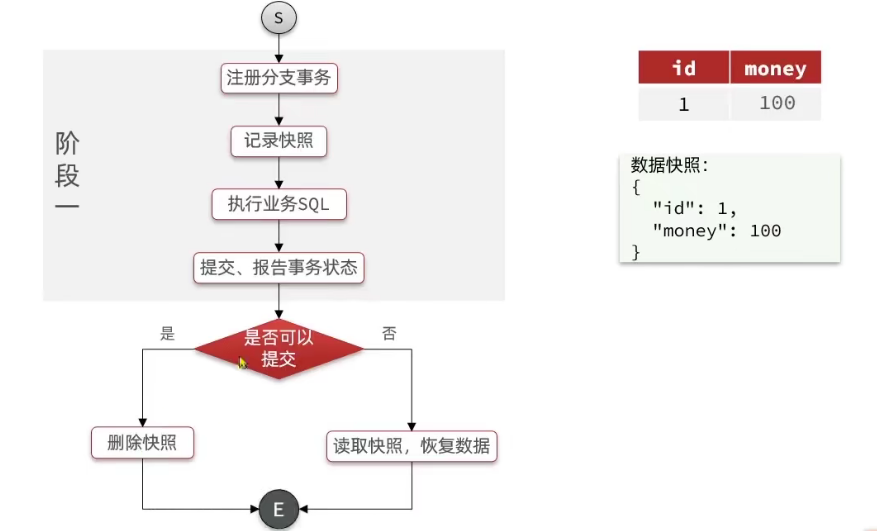 S
注册分支事务
记录快照
执行业务SQL
提交、报告事务状态
阶
段
一
是否可以
提交
是
否
删除快照
读取快照，恢复数据
E
id money
1 100
数据快照：
{
"id": 1,
"money": 100
}